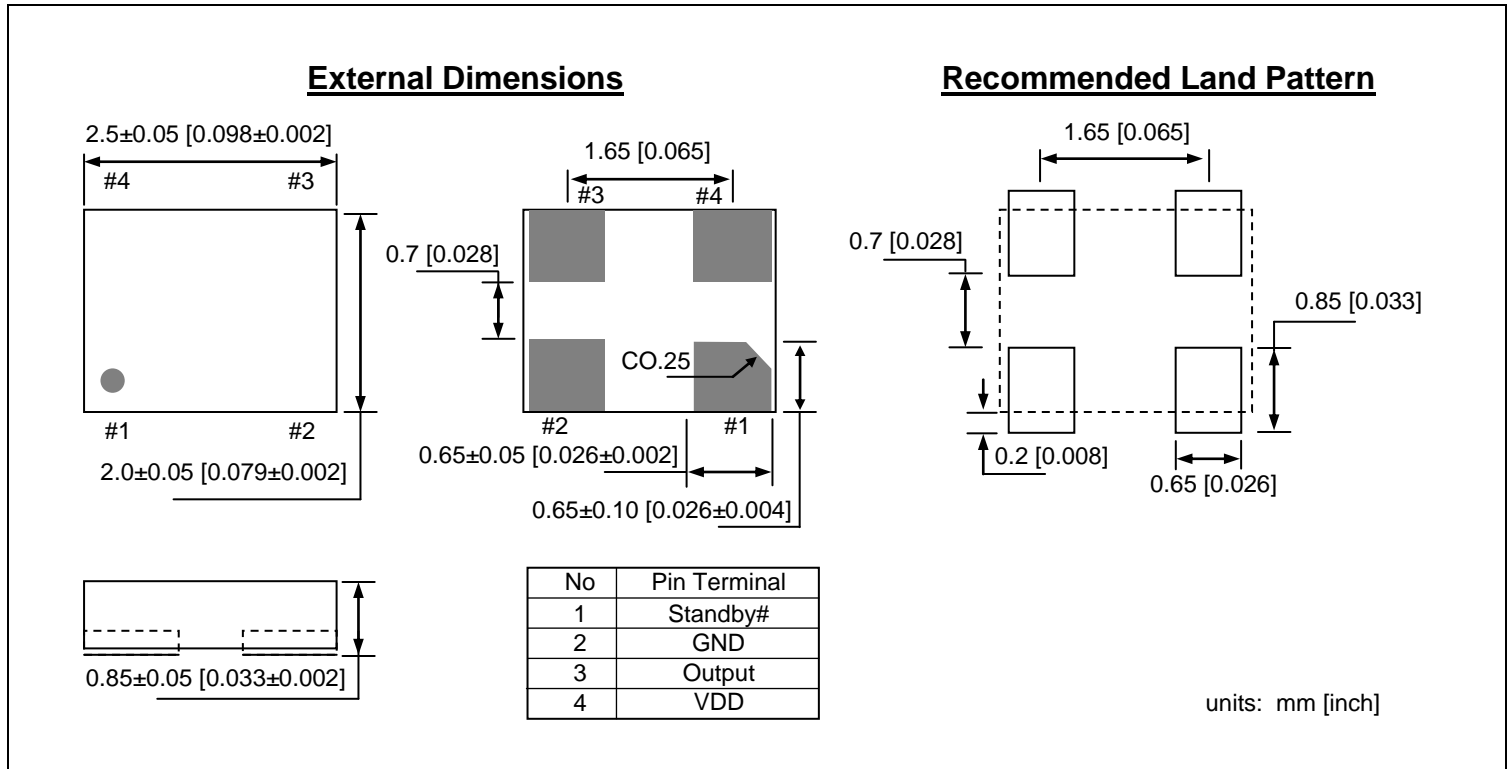 External Dimensions
Recommended Land Pattern
2.5±0.05 [0.098±0.002]
#4
#3
#1
#2
2.0±0.05 [0.079±0.002]
1.65 [0.065]
#3
#4
0.7 [0.028]
CO.25
#2
#1
0.65±0.05 [0.026±0.002]
0.65±0.10 [0.026±0.004]
1.65 [0.065]
0.7 [0.028]
0.85 [0.033]
0.2 [0.008]
0.65 [0.026]
0.85±0.05 [0.033±0.002]
No Pin Terminal
1 Standby#
2 GND
3 Output
4 VDD
units: mm [inch]